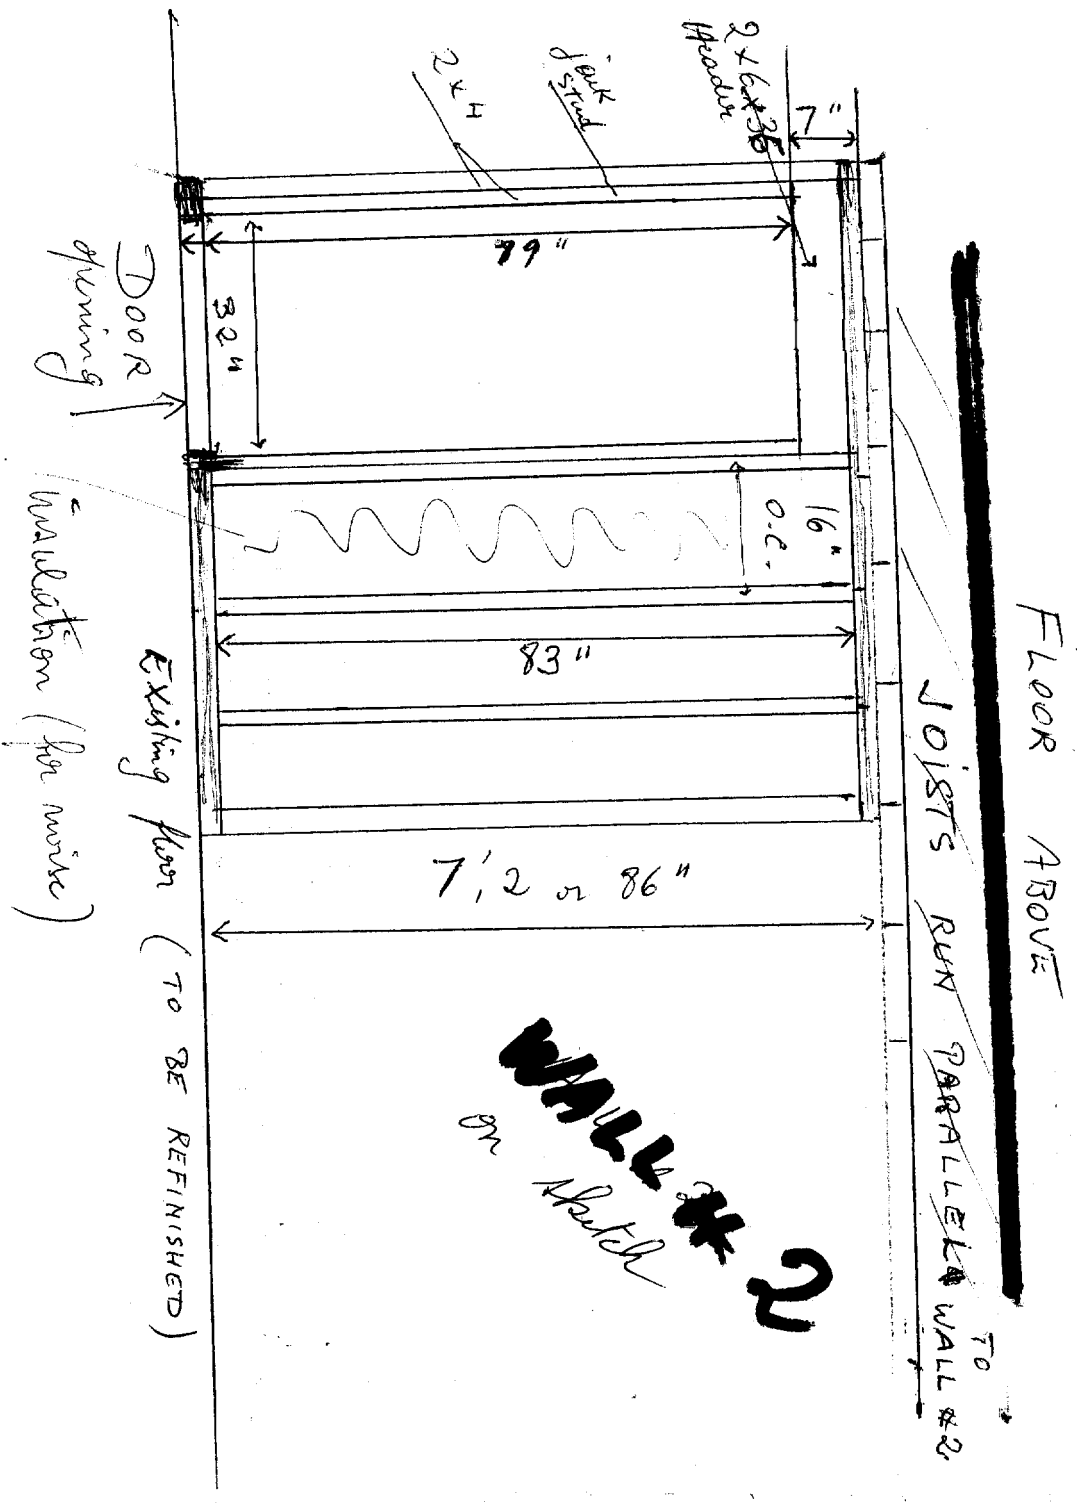 FLOOR ABOVE
JOISTS RUN PARALLEL TO WALL #2.
7"
2x6x36
Header
jack
stud
2x4
79"
32"
DOOR
opening
16"
O.C.
83"
7',2 or 86"
WALL # 2
on sketch
Existing floor (TO BE REFINISHED)
insulation (for noise)